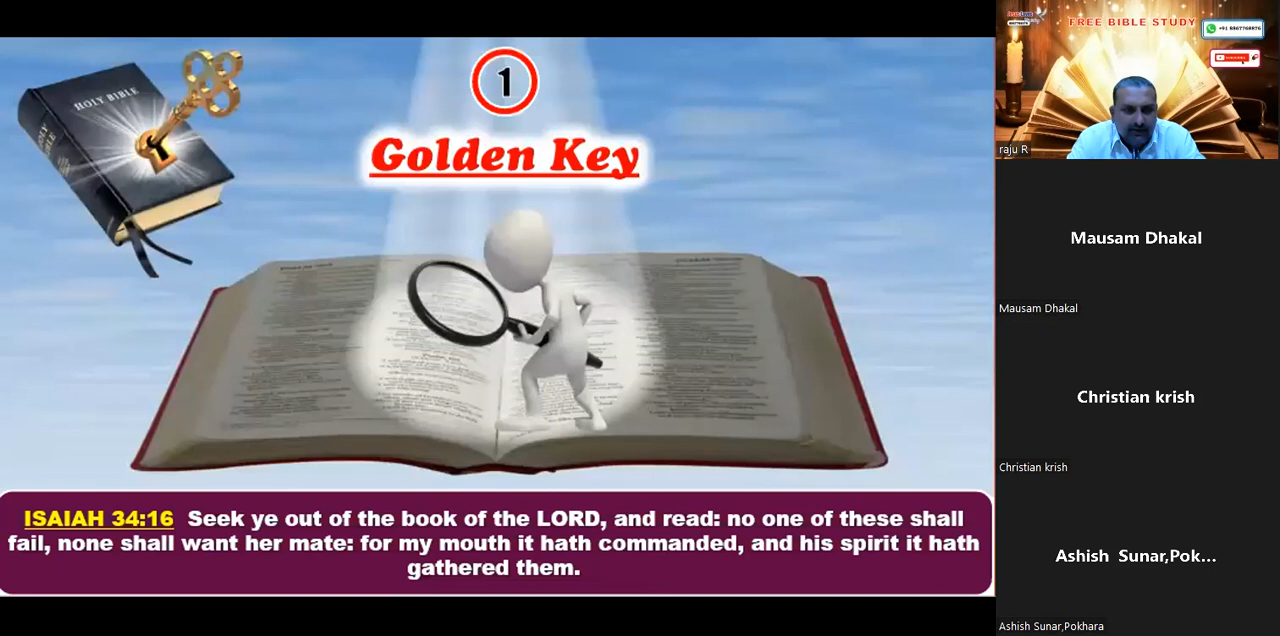 HOLY BIBLE
HOLY BIBLE
1
Golden Key
ISAIAH 34:16 Seek ye out of the book of the LORD, and read: no one of these shall
fail, none shall want her mate: for my mouth it hath commanded, and his spirit it hath
gathered them.
FREE BIBLE STUDY
raju R
Mausam Dhakal
Mausam Dhakal
Christian krish
Christian krish
Ashish Sunar,Pok...
Ashish Sunar,Pokhara